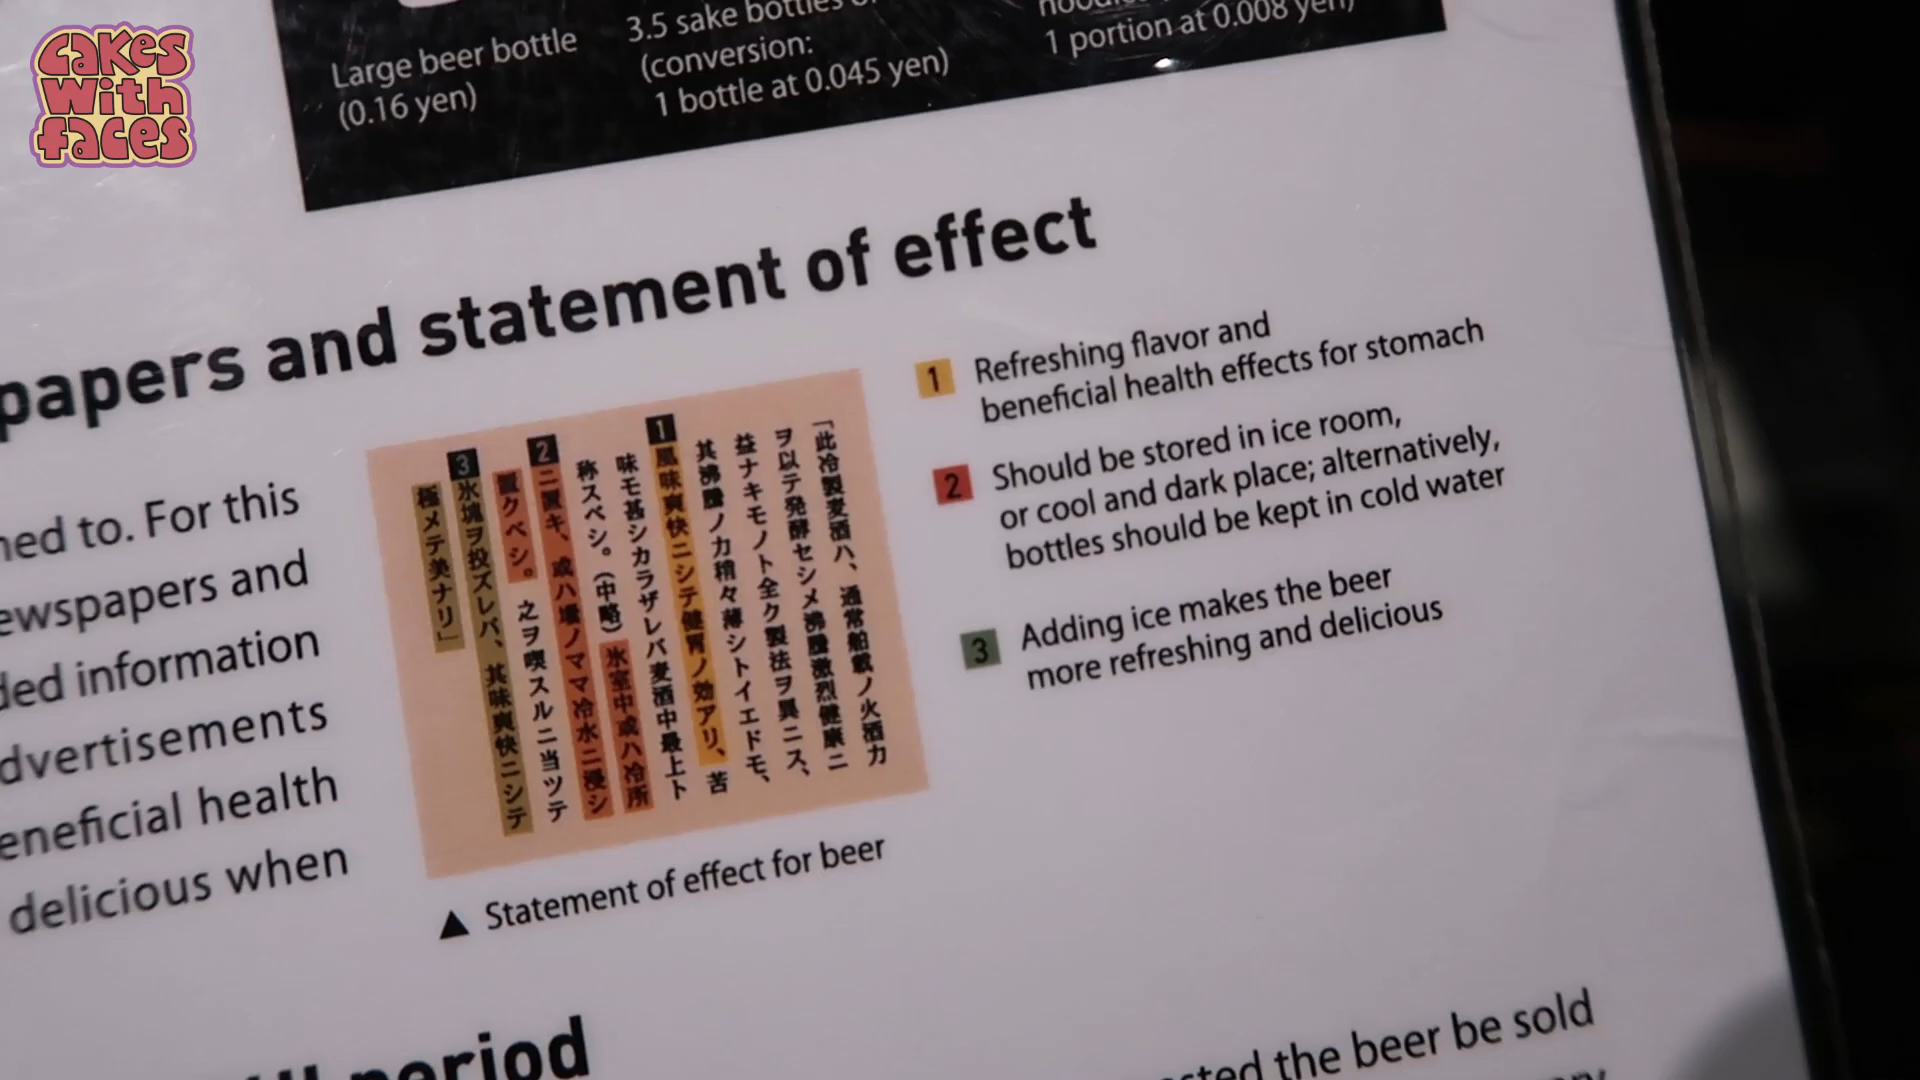 Cakes
With
faces
Large beer bottle
(0.16 yen)
3.5 sake bottles
(conversion:
1 bottle at 0.045 yen)
1 portion at 0.008 yen)
papers and statement of effect
to. For this
and
information
health
delicious when
「此冷製麦酒ハ、通常舶載ノ火酒力
ヲ以テ発酵セシメ沸騰激烈健康ニ
益ナキモノト全ク製法ヲ異ニス、
其沸騰ノ力稍々薄シトイエドモ、
1風味爽快ニシテ健胃ノ効アリ、苦
味モ甚シカラザレバ麦酒中最上ト
称スベシ。(中略)氷室中或ハ冷所
2ニ置キ、或ハ壜ノママ冷水ニ浸シ
置クベシ。之ヲ喫スルニ当ツテ
3氷塊ヲ投ズレバ、其味爽快ニシテ
極メテ美ナリ」
▲ Statement of effect for beer
1 Refreshing flavor and
beneficial health effects for stomach
2 Should be stored in ice room,
or cool and dark place; alternatively,
bottles should be kept in cold water
3 Adding ice makes the beer
more refreshing and delicious
period
the beer be sold